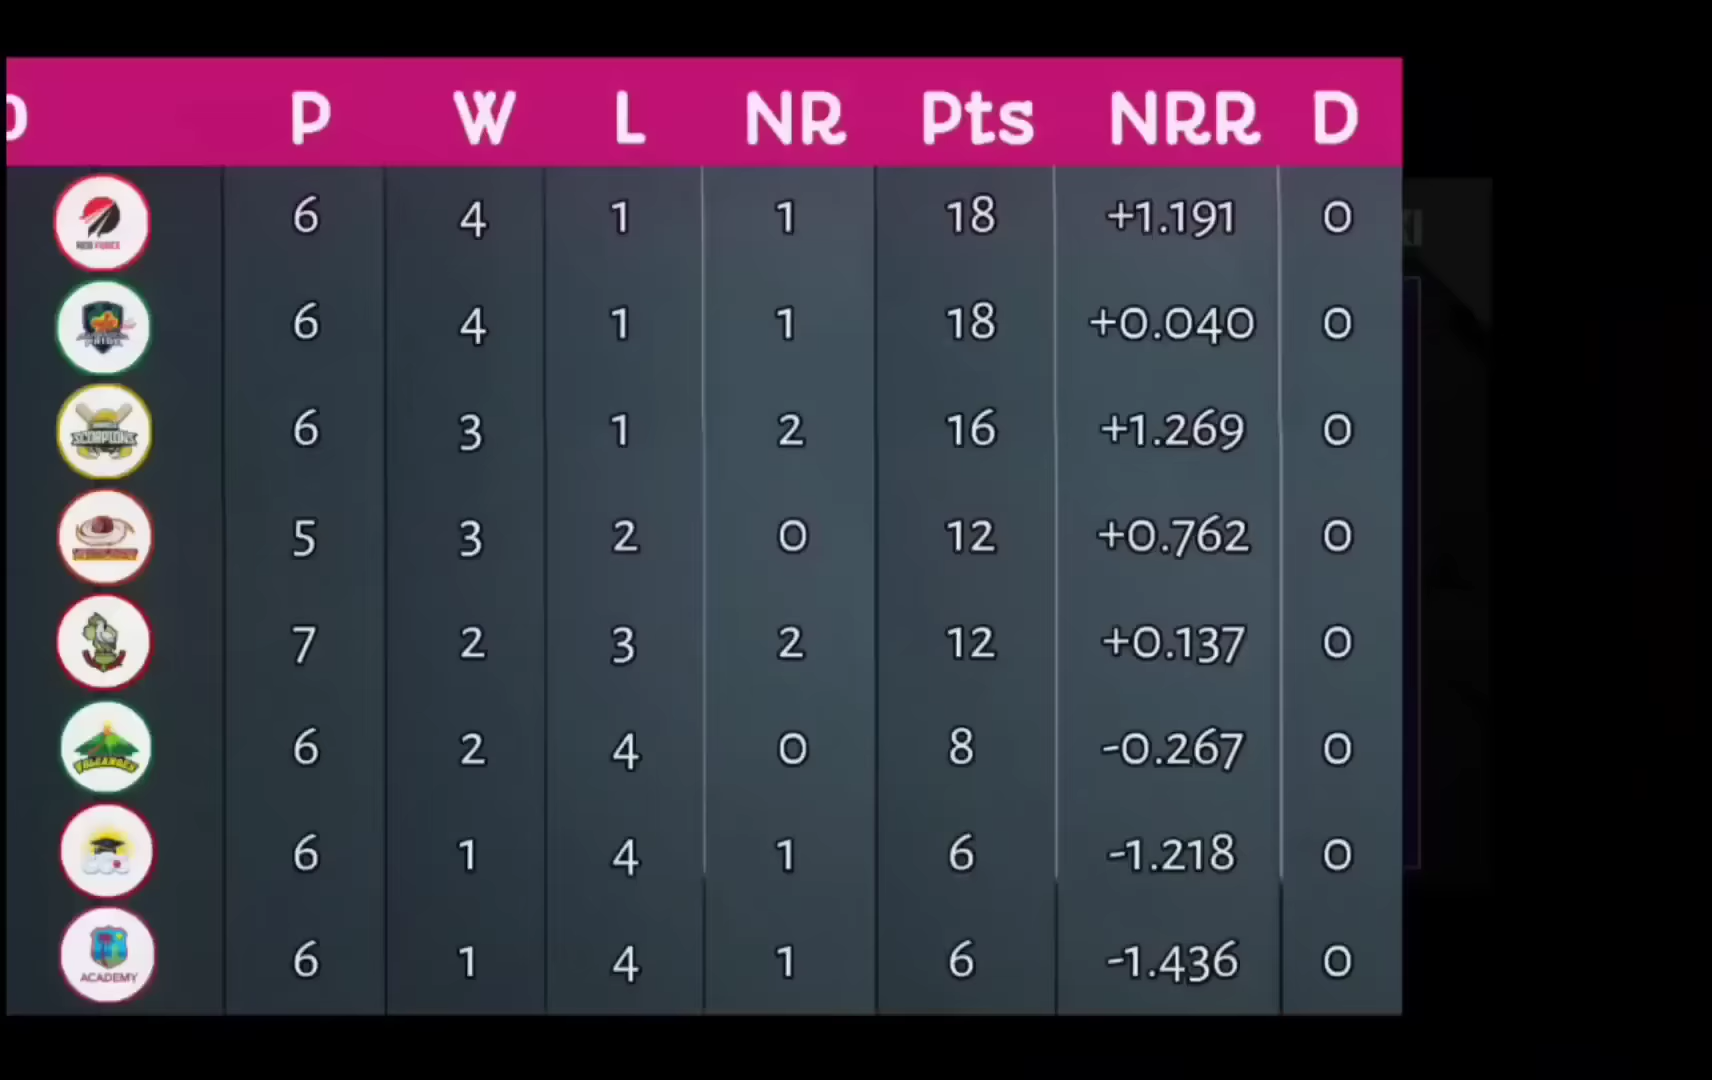 P W L NR Pts NRR D
RED FORCE
6 4 1 1 18 +1.191 0
PRIDE
6 4 1 1 18 +0.040 0
SCORPIONS
6 3 1 2 16 +1.269 0
5 3 2 0 12 +0.762 0
7 2 3 2 12 +0.137 0
VOLCANOES
6 2 4 0 8 -0.267 0
6 1 4 1 6 -1.218 0
ACADEMY
6 1 4 1 6 -1.436 0